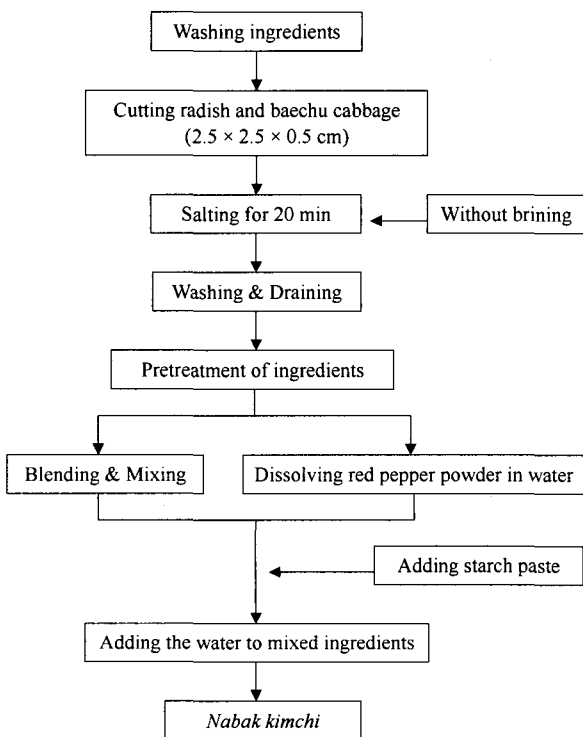 Washing ingredients
Cutting radish and baechu cabbage
(2.5 × 2.5 × 0.5 cm)
Salting for 20 min
Without brining
Washing & Draining
Pretreatment of ingredients
Blending & Mixing
Dissolving red pepper powder in water
Adding starch paste
Adding the water to mixed ingredients
Nabak kimchi